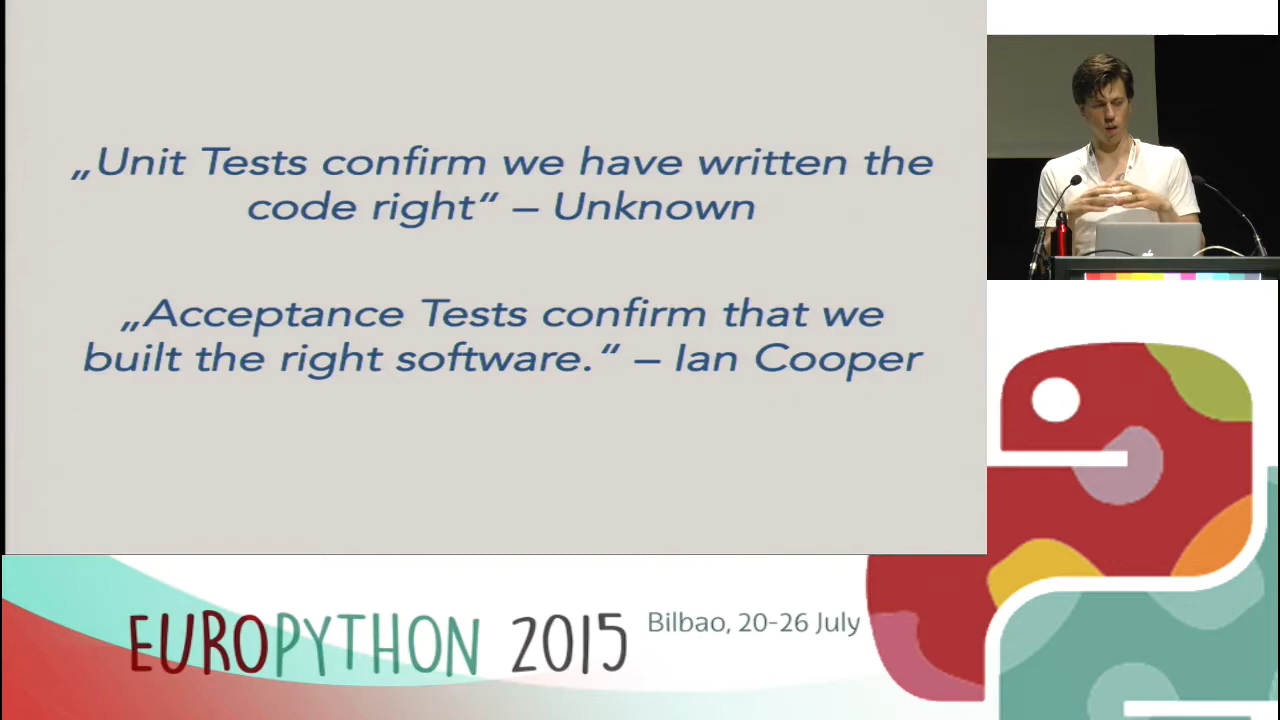 „Unit Tests confirm we have written the
code right“ – Unknown
„Acceptance Tests confirm that we
built the right software.“ – Ian Cooper
EUROPYTHON 2015 Bilbao, 20-26 July